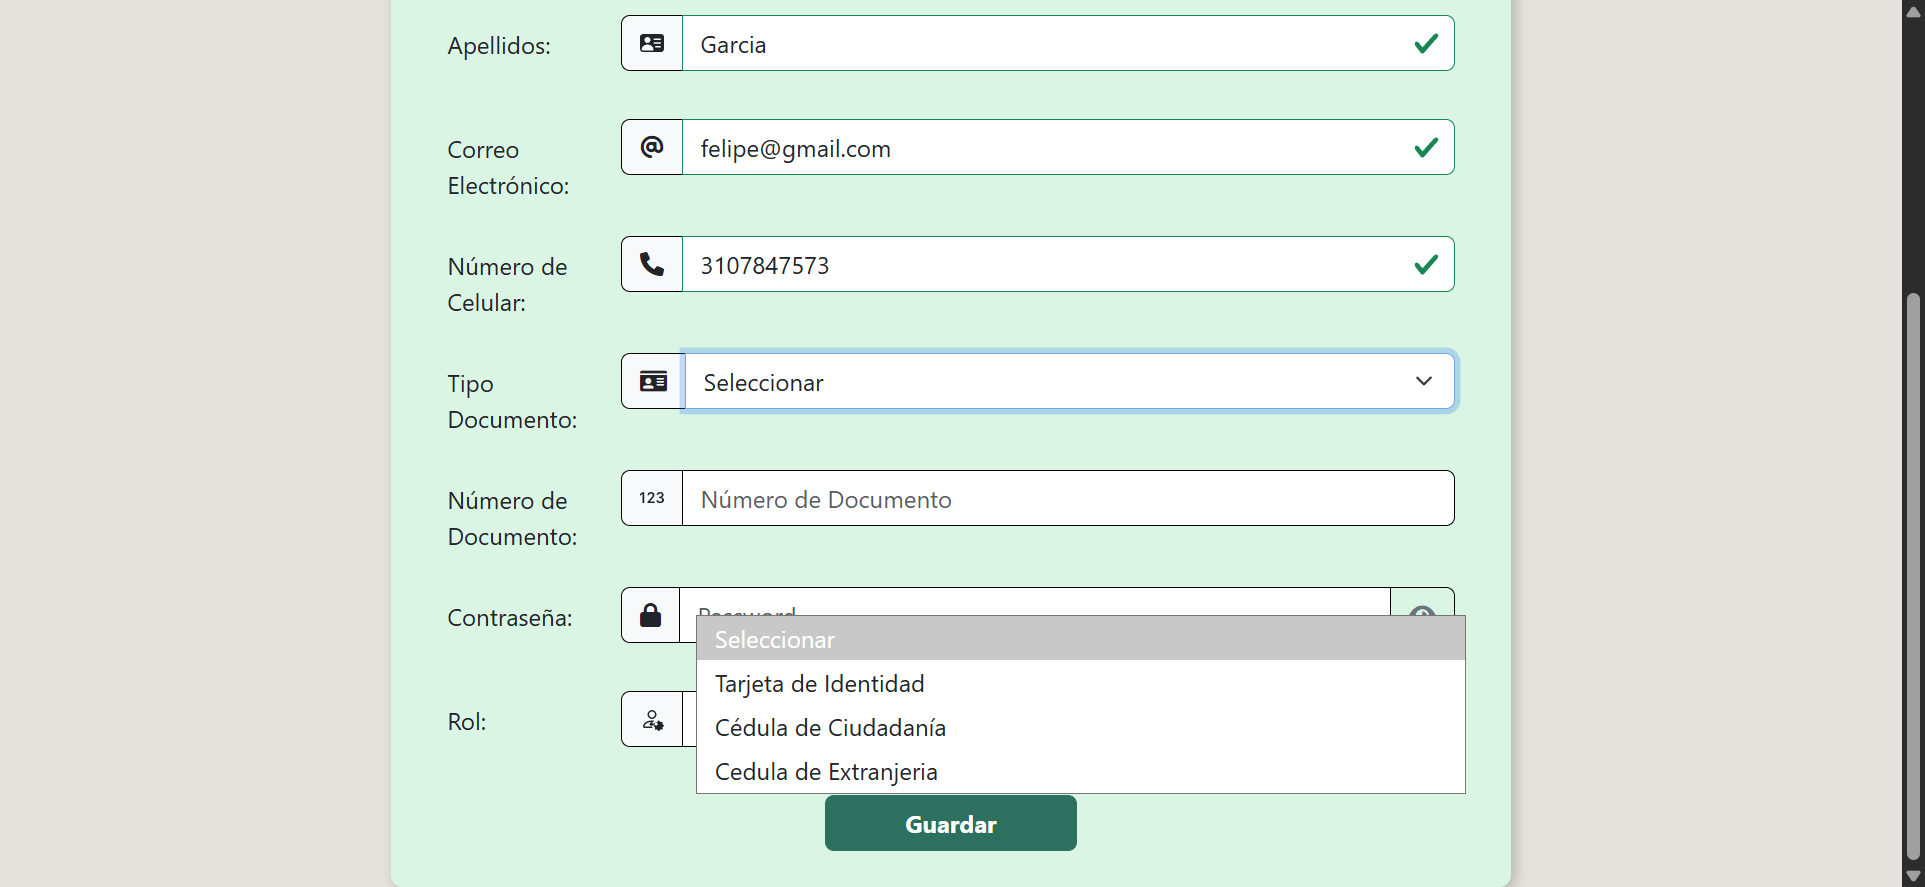 Apellidos:
Garcia
Correo
Electrónico:
felipe@gmail.com
Número de
Celular:
3107847573
Tipo
Documento:
Seleccionar
Número de
Documento:
123
Número de Documento
Contraseña:
Password
Seleccionar
Tarjeta de Identidad
Cédula de Ciudadanía
Cedula de Extranjeria
Rol:
Guardar